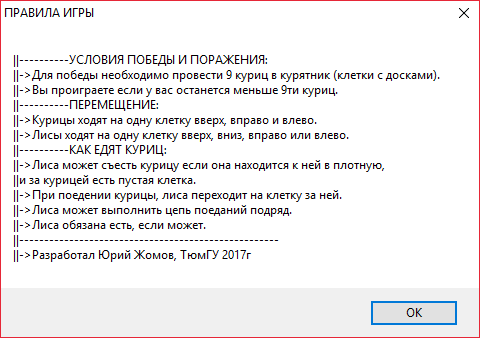 ПРАВИЛА ИГРЫ
||----------УСЛОВИЯ ПОБЕДЫ И ПОРАЖЕНИЯ:
||->Для победы необходимо провести 9 куриц в курятник (клетки с досками).
||->Вы проиграете если у вас останется меньше 9ти куриц.
||----------ПЕРЕМЕЩЕНИЕ:
||->Курицы ходят на одну клетку вверх, вправо и влево.
||->Лисы ходят на одну клетку вверх, вниз, вправо или влево.
||----------КАК ЕДЯТ КУРИЦ:
||->Лиса может съесть курицу если она находится к ней в плотную,
||и за курицей есть пустая клетка.
||->При поедении курицы, лиса переходит на клетку за ней.
||->Лиса может выполнить цепь поеданий подряд.
||->Лиса обязана есть, если может.
||----------------------------------------------------
||->Разработал Юрий Жомов, ТюмГУ 2017г
OK